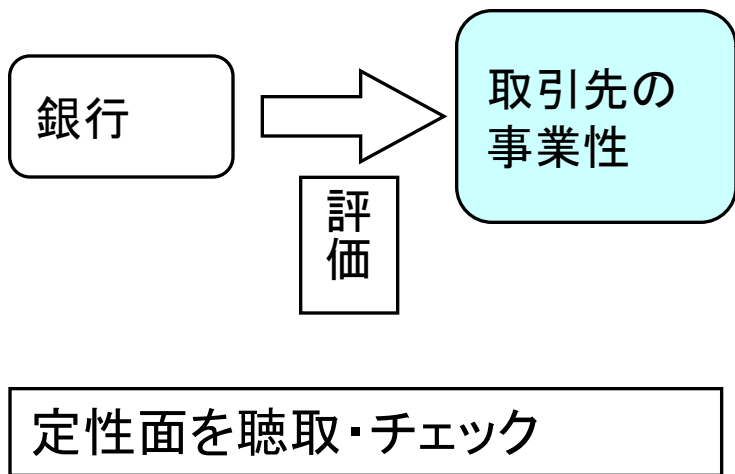 銀行
取引先の
事業性
評価
定性面を聴取・チェック